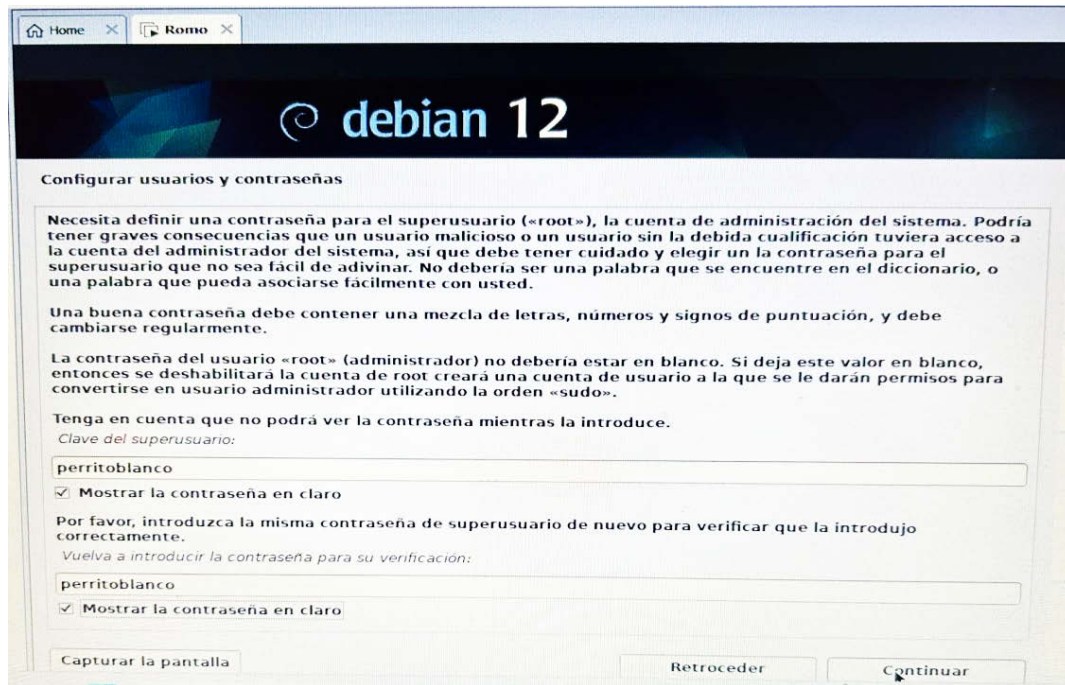 Home
Romo
debian 12
Configurar usuarios y contraseñas
Necesita definir una contraseña para el superusuario («root»), la cuenta de administración del sistema. Podría
tener graves consecuencias que un usuario malicioso o un usuario sin la debida cualificación tuviera acceso a
la cuenta del administrador del sistema, así que debe tener cuidado y elegir un la contraseña para el
superusuario que no sea fácil de adivinar. No debería ser una palabra que se encuentre en el diccionario, o
una palabra que pueda asociarse fácilmente con usted.
Una buena contraseña debe contener una mezcla de letras, números y signos de puntuación, y debe
cambiarse regularmente.
La contraseña del usuario «root» (administrador) no debería estar en blanco. Si deja este valor en blanco,
entonces se deshabilitará la cuenta de root creará una cuenta de usuario a la que se le darán permisos para
convertirse en usuario administrador utilizando la orden «sudo».
Tenga en cuenta que no podrá ver la contraseña mientras la introduce.
Clave del superusuario:
perritoblanco
Mostrar la contraseña en claro
Por favor, introduzca la misma contraseña de superusuario de nuevo para verificar que la introdujo
correctamente.
Vuelva a introducir la contraseña para su verificación:
perritoblanco
Mostrar la contraseña en claro
Capturar la pantalla
Retroceder
Continuar